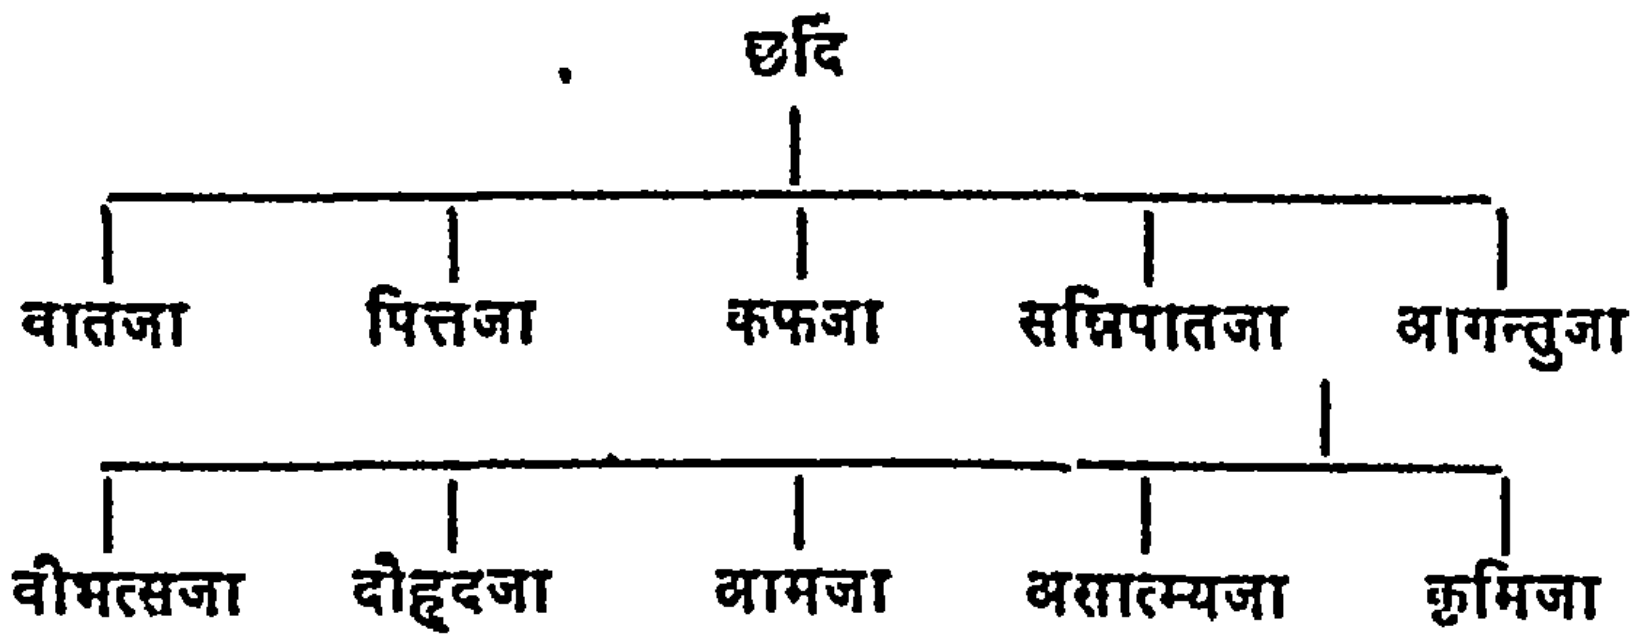 छर्दि
वातजा पित्तजा कफजा सन्निपातजा आगन्तुजा
वीभत्सजा दौहृदजा आमजा असात्म्यजा कृमिजा